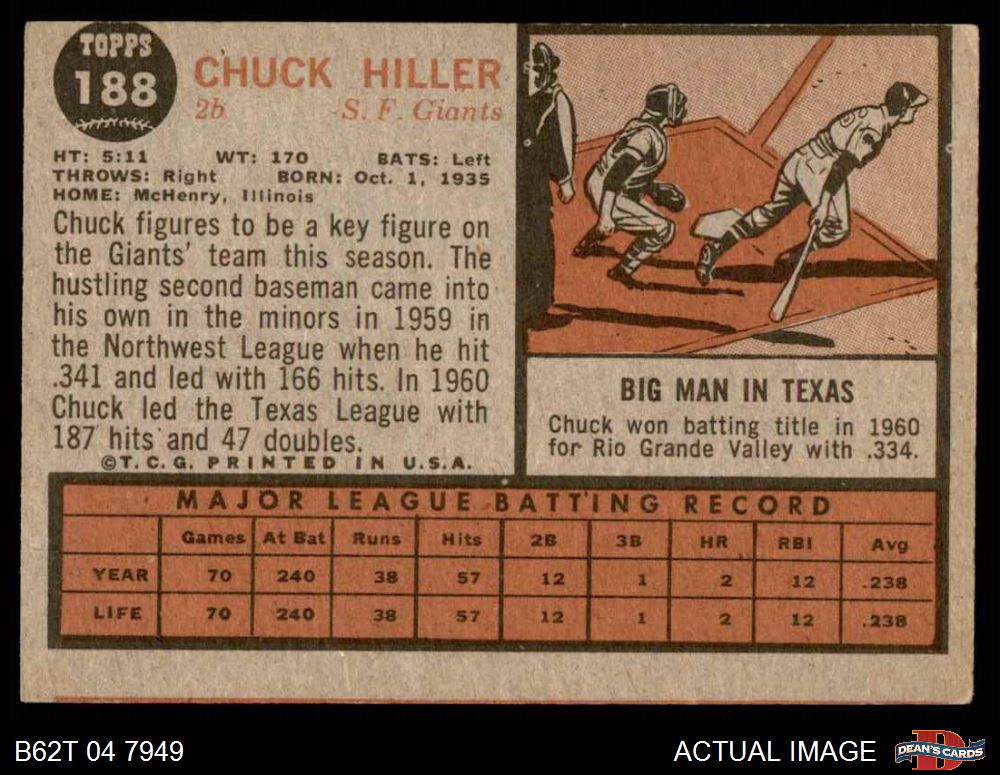 TOPPS
188
CHUCK HILLER
2b S. F. Giants
HT: 5:11 WT: 170 BATS: Left
THROWS: Right BORN: Oct. 1, 1935
HOME: McHenry, Illinois
Chuck figures to be a key figure on
the Giants' team this season. The
hustling second baseman came into
his own in the minors in 1959 in
the Northwest League when he hit
.341 and led with 166 hits. In 1960
Chuck led the Texas League with
187 hits and 47 doubles.
©T.C.G. PRINTED IN U.S.A.
BIG MAN IN TEXAS
Chuck won batting title in 1960
for Rio Grande Valley with .334.
MAJOR LEAGUE BATTING RECORD
Games At Bat Runs Hits 2B 3B HR RBI Avg
YEAR 70 240 38 57 12 1 2 12 .238
LIFE 70 240 38 57 12 1 2 12 .238
B62T 04 7949
ACTUAL IMAGE
DEAN'S CARDS